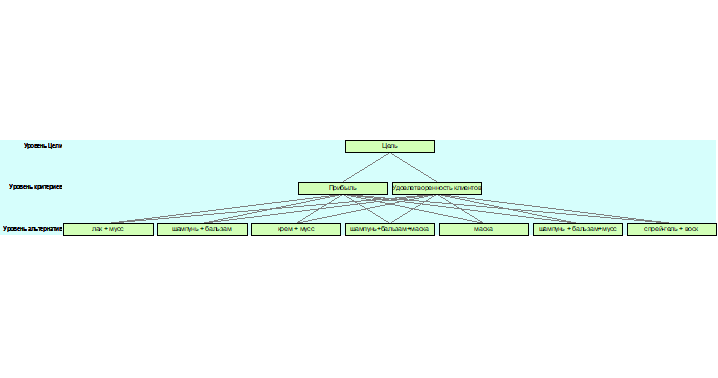 Уровень Цели
Цель
Уровень критериев
Прибыль
Удовлетворенность клиентов
Уровень альтернатив
лак + мусс
шампунь + бальзам
крем + мусс
шампунь+бальзам+маска
маска
шампунь + бальзам+мусс
спрей+гель + воск